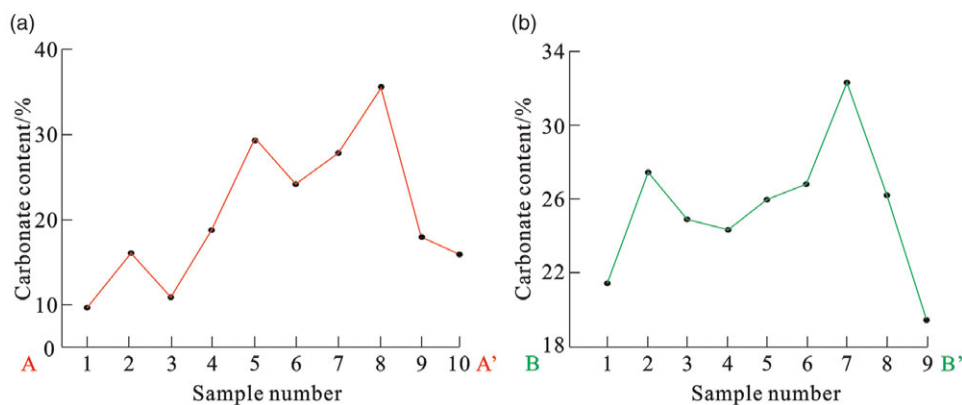 (a)
40
30
20
10
0
Carbonate content/%
A 1 2 3 4 5 6 7 8 9 10 A'
Sample number
(b)
34
30
26
22
18
Carbonate content/%
B 1 2 3 4 5 6 7 8 9 B'
Sample number